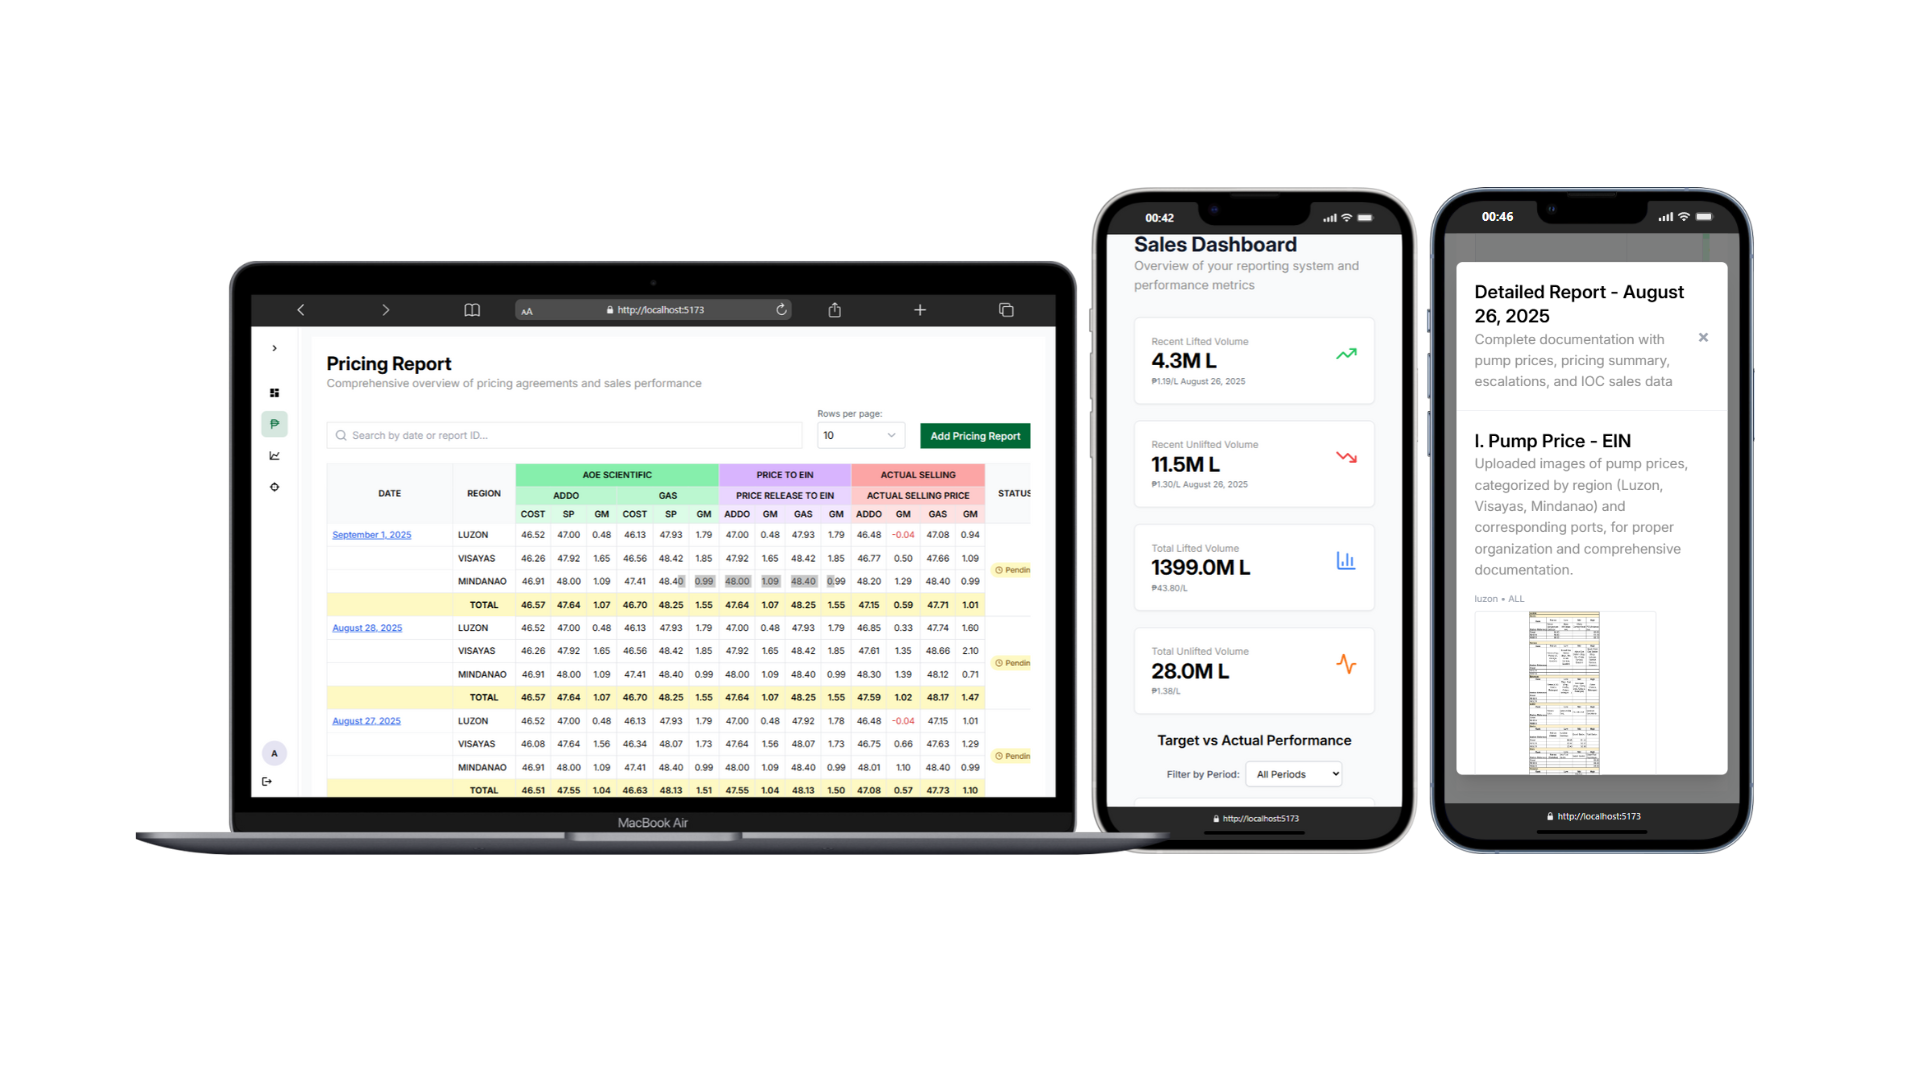 AA http://localhost:5173
Pricing Report
Comprehensive overview of pricing agreements and sales performance
Rows per page:
Search by date or report ID...
10
Add Pricing Report
DATE REGION AOE SCIENTIFIC PRICE TO EIN ACTUAL SELLING STATUS
ADDO GAS PRICE RELEASE TO EIN ACTUAL SELLING PRICE
COST SP GM COST SP GM ADDO GM GAS GM ADDO GM GAS GM
September 1, 2025 LUZON 46.52 47.00 0.48 46.13 47.93 1.79 47.00 0.48 47.93 1.79 46.48 -0.04 47.08 0.94
VISAYAS 46.26 47.92 1.65 46.56 48.42 1.85 47.92 1.65 48.42 1.85 46.77 0.50 47.66 1.09
Pendin
MINDANAO 46.91 48.00 1.09 47.41 48.40 0.99 48.00 1.09 48.40 0.99 48.20 1.29 48.40 0.99
TOTAL 46.57 47.64 1.07 46.70 48.25 1.55 47.64 1.07 48.25 1.55 47.15 0.59 47.71 1.01
August 28, 2025 LUZON 46.52 47.00 0.48 46.13 47.93 1.79 47.00 0.48 47.93 1.79 46.85 0.33 47.74 1.60
VISAYAS 46.26 47.92 1.65 46.56 48.42 1.85 47.92 1.65 48.42 1.85 47.61 1.35 48.66 2.10
Pendin
MINDANAO 46.91 48.00 1.09 47.41 48.40 0.99 48.00 1.09 48.40 0.99 48.30 1.39 48.12 0.71
TOTAL 46.57 47.64 1.07 46.70 48.25 1.55 47.64 1.07 48.25 1.55 47.59 1.02 48.17 1.47
August 27, 2025 LUZON 46.52 47.00 0.48 46.13 47.93 1.79 47.00 0.48 47.92 1.78 46.48 -0.04 47.15 1.01
VISAYAS 46.08 47.64 1.56 46.34 48.07 1.73 47.64 1.56 48.07 1.73 46.75 0.66 47.63 1.29
Pendin
MINDANAO 46.91 48.00 1.09 47.41 48.40 0.99 48.00 1.09 48.40 0.99 48.01 1.10 48.40 0.99
TOTAL 46.51 47.55 1.04 46.63 48.13 1.51 47.55 1.04 48.13 1.50 47.08 0.57 47.73 1.10
A
MacBook Air
00:42
Sales Dashboard
Overview of your reporting system and
performance metrics
Recent Lifted Volume
4.3M L
₱1.19/L August 26, 2025
Recent Unlifted Volume
11.5M L
₱1.30/L August 26, 2025
Total Lifted Volume
1399.0M L
₱43.80/L
Total Unlifted Volume
28.0M L
₱1.38/L
Target vs Actual Performance
Filter by Period: All Periods
http://localhost:5173
00:46
Detailed Report - August
26, 2025
Complete documentation with
pump prices, pricing summary,
escalations, and IOC sales data
I. Pump Price - EIN
Uploaded images of pump prices,
categorized by region (Luzon,
Visayas, Mindanao) and
corresponding ports, for proper
organization and comprehensive
documentation.
luzon • ALL
http://localhost:5173